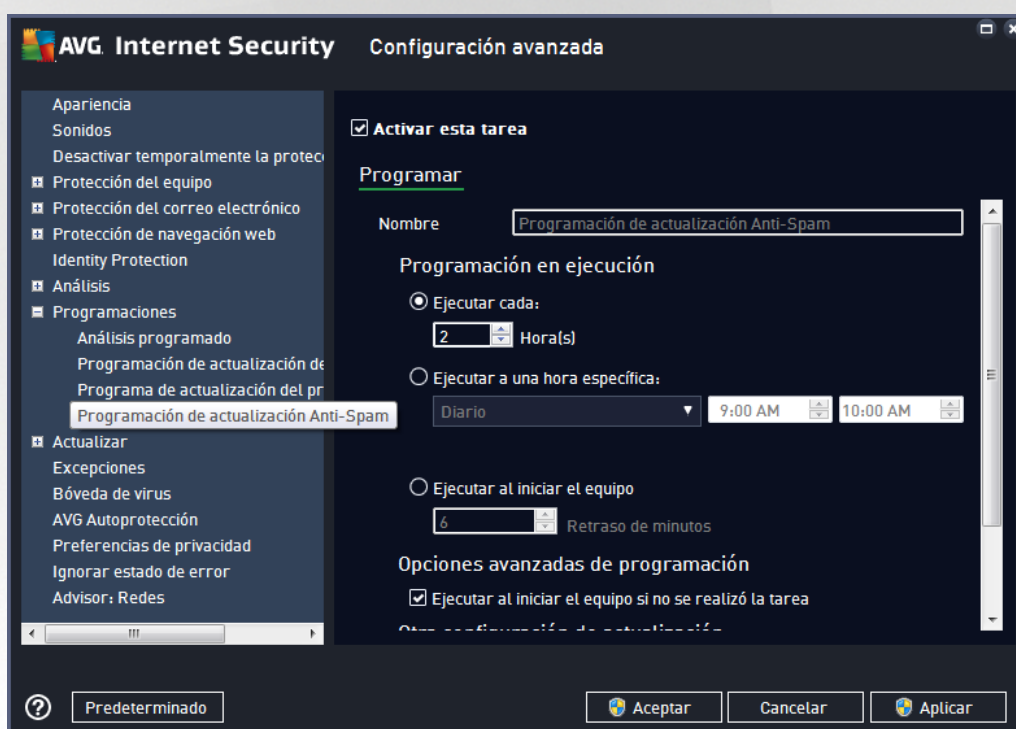 AVG. Internet Security Configuración avanzada
Apariencia
Sonidos
Desactivar temporalmente la protec
Protección del equipo
Protección del correo electrónico
Protección de navegación web
Identity Protection
Análisis
Programaciones
Análisis programado
Programación de actualización de
Programa de actualización del pr
Programación de actualización Anti-Spam
Actualizar
Excepciones
Bóveda de virus
AVG Autoprotección
Preferencias de privacidad
Ignorar estado de error
Advisor: Redes
Activar esta tarea
Programar
Nombre Programación de actualización Anti-Spam
Programación en ejecución
Ejecutar cada:
2 Hora(s)
Ejecutar a una hora específica:
Diario 9:00 AM 10:00 AM
Ejecutar al iniciar el equipo
6 Retraso de minutos
Opciones avanzadas de programación
Ejecutar al iniciar el equipo si no se realizó la tarea
Otra configuración de actualización
? Predeterminado Aceptar Cancelar Aplicar